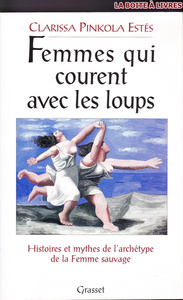 LA BOITE À LIVRES
CLARISSA PINKOLA ESTÉS
Femmes qui
courent
avec les loups
Histoires et mythes de l'archétype
de la Femme sauvage
Grasset